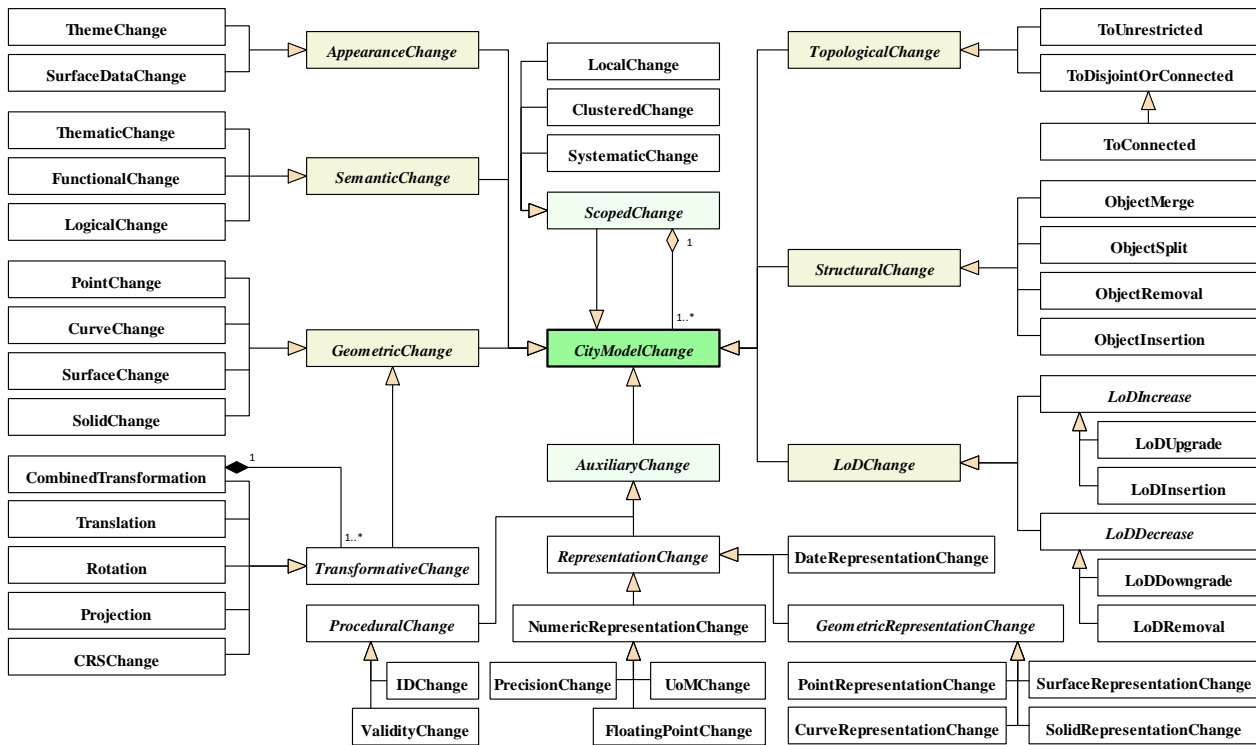 ThemeChange
SurfaceDataChange
AppearanceChange
ThematicChange
FunctionalChange
LogicalChange
SemanticChange
PointChange
CurveChange
SurfaceChange
SolidChange
GeometricChange
CombinedTransformation
1
Translation
Rotation
Projection
CRSChange
1..*
TransformativeChange
LocalChange
ClusteredChange
SystematicChange
ScopedChange
1
1..*
CityModelChange
AuxiliaryChange
RepresentationChange
DateRepresentationChange
ProceduralChange
IDChange
ValidityChange
NumericRepresentationChange
PrecisionChange
UoMChange
FloatingPointChange
GeometricRepresentationChange
PointRepresentationChange
SurfaceRepresentationChange
CurveRepresentationChange
SolidRepresentationChange
TopologicalChange
ToUnrestricted
ToDisjointOrConnected
ToConnected
StructuralChange
ObjectMerge
ObjectSplit
ObjectRemoval
ObjectInsertion
LoDChange
LoDIncrease
LoDUpgrade
LoDInsertion
LoDDecrease
LoDDowngrade
LoDRemoval